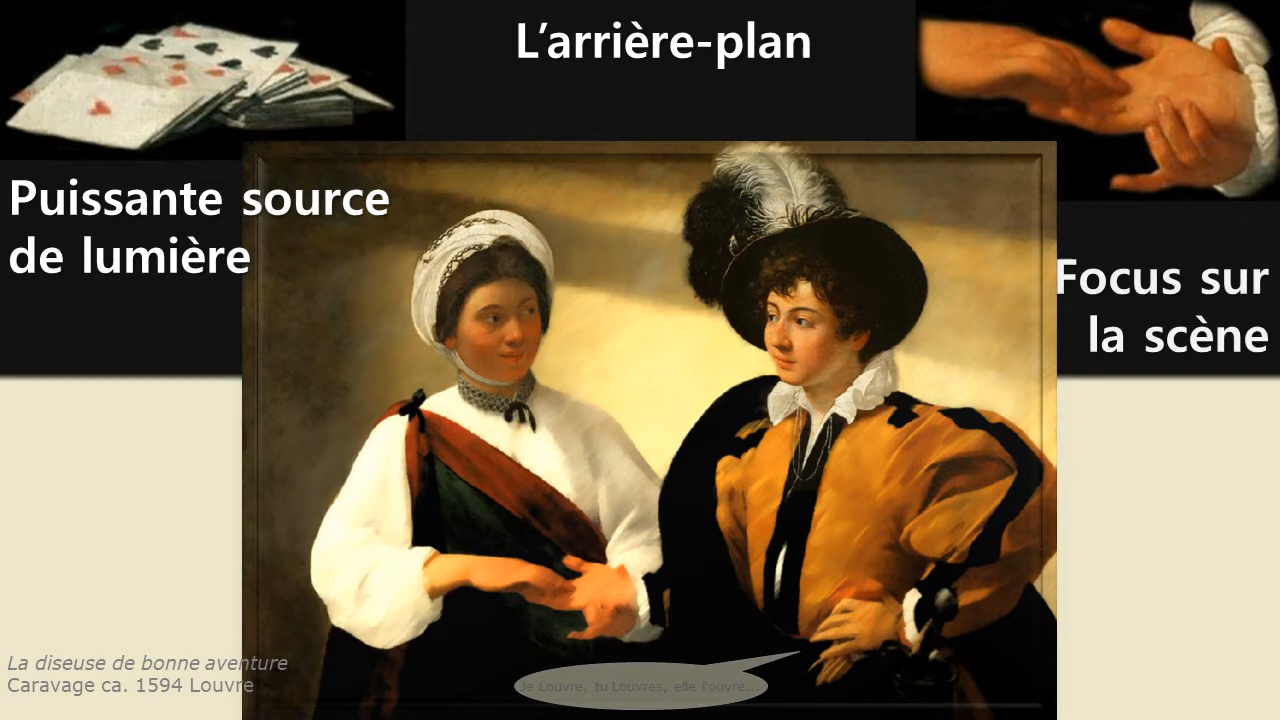 L’arrière-plan
Puissante source
de lumière
Focus sur
la scène
La diseuse de bonne aventure
Caravage ca. 1594 Louvre
Je Louvre, tu Louvres, elle l'ouvre...